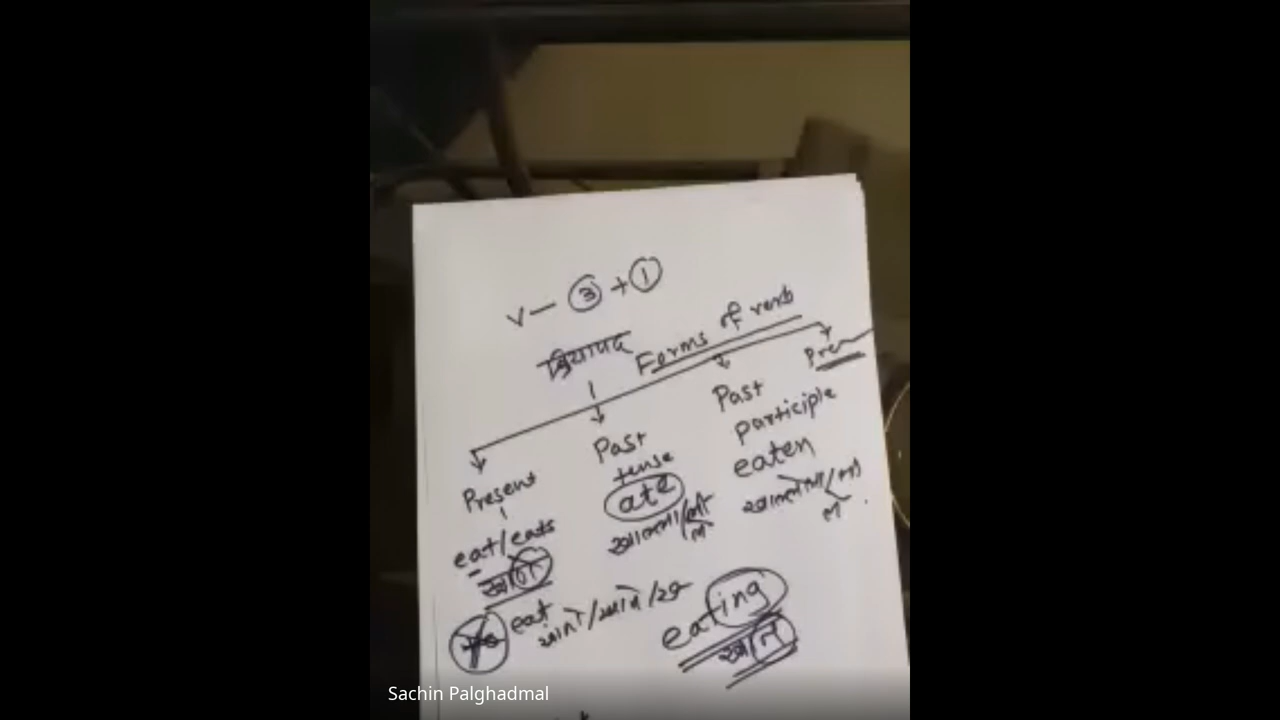 V- ③ + ①
क्रियापद
Forms of verb
Present
eat/eats
खाणे
eat
Past
tense
ate
खाल्ला/ली
ले
Past
participle
eaten
खाल्लेला/ली
ले
Pre
eating
खात
Sachin Palghadmal